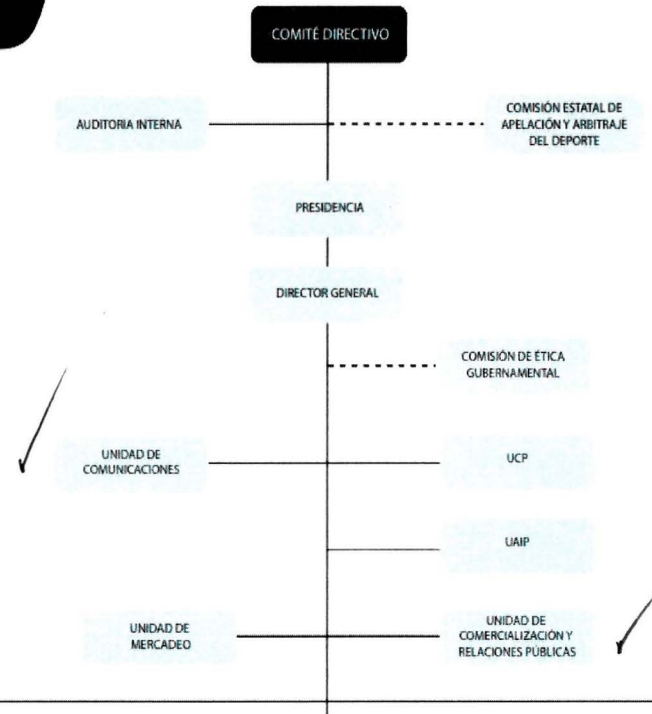 COMITÉ DIRECTIVO
AUDITORIA INTERNA
COMISIÓN ESTATAL DE
APELACIÓN Y ARBITRAJE
DEL DEPORTE
PRESIDENCIA
DIRECTOR GENERAL
COMISIÓN DE ÉTICA
GUBERNAMENTAL
UNIDAD DE
COMUNICACIONES
UCP
UAIP
UNIDAD DE
MERCADEO
UNIDAD DE
COMERCIALIZACIÓN Y
RELACIONES PÚBLICAS